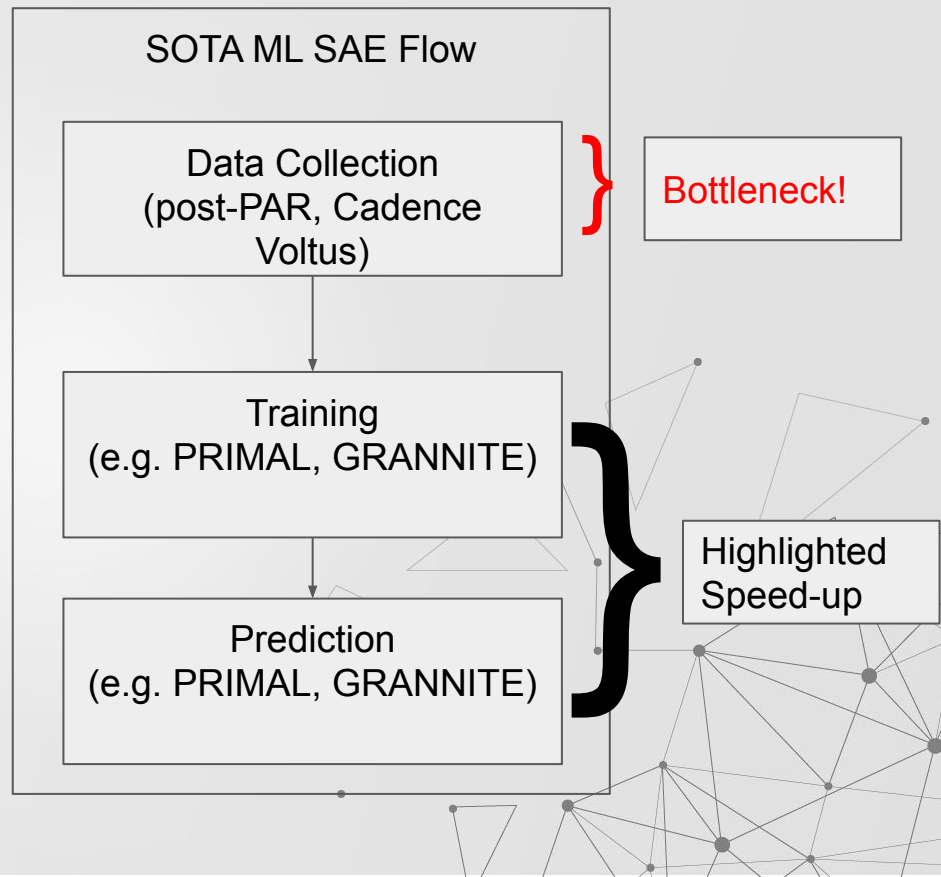 SOTA ML SAE Flow
Data Collection
(post-PAR, Cadence
Voltus)
Bottleneck!
Training
(e.g. PRIMAL, GRANNITE)
Highlighted
Speed-up
Prediction
(e.g. PRIMAL, GRANNITE)